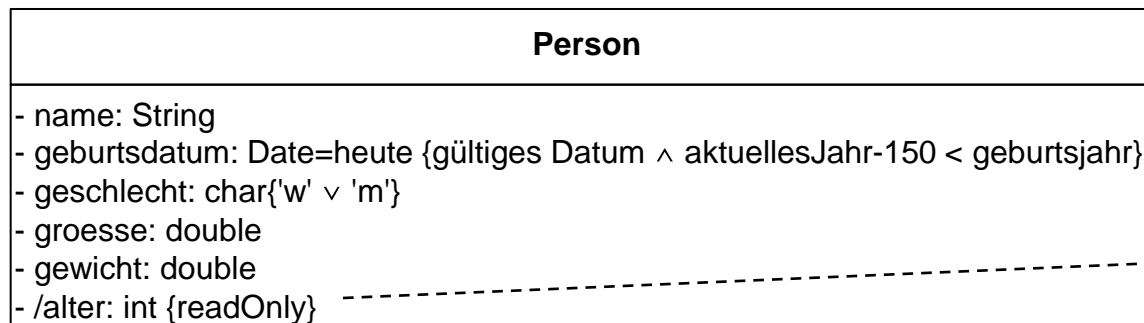 Person
- name: String
- geburtsdatum: Date=heute {gültiges Datum ∧ aktuellesJahr-150 < geburtsjahr}
- geschlecht: char{'w' ∨ 'm'}
- groesse: double
- gewicht: double
- /alter: int {readOnly}